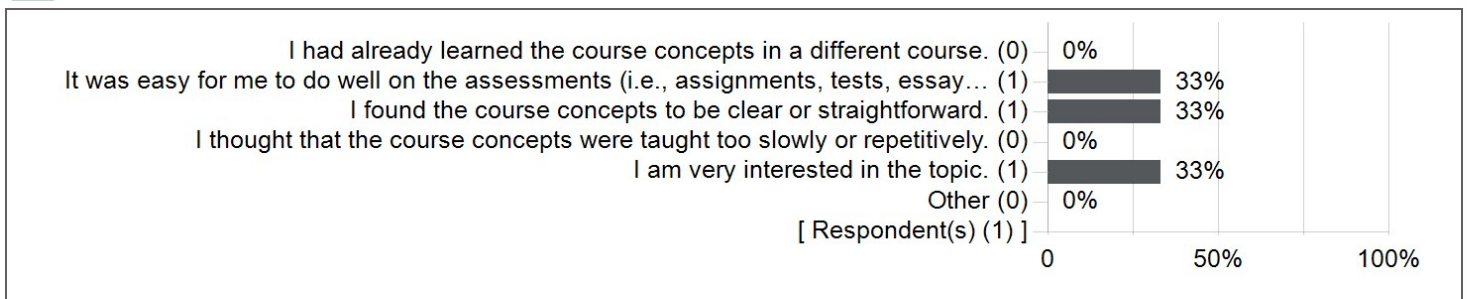 I had already learned the course concepts in a different course. (0) 0%
It was easy for me to do well on the assessments (i.e., assignments, tests, essay… (1) 33%
I found the course concepts to be clear or straightforward. (1) 33%
I thought that the course concepts were taught too slowly or repetitively. (0) 0%
I am very interested in the topic. (1) 33%
Other (0) 0%
[ Respondent(s) (1) ]
0 50% 100%